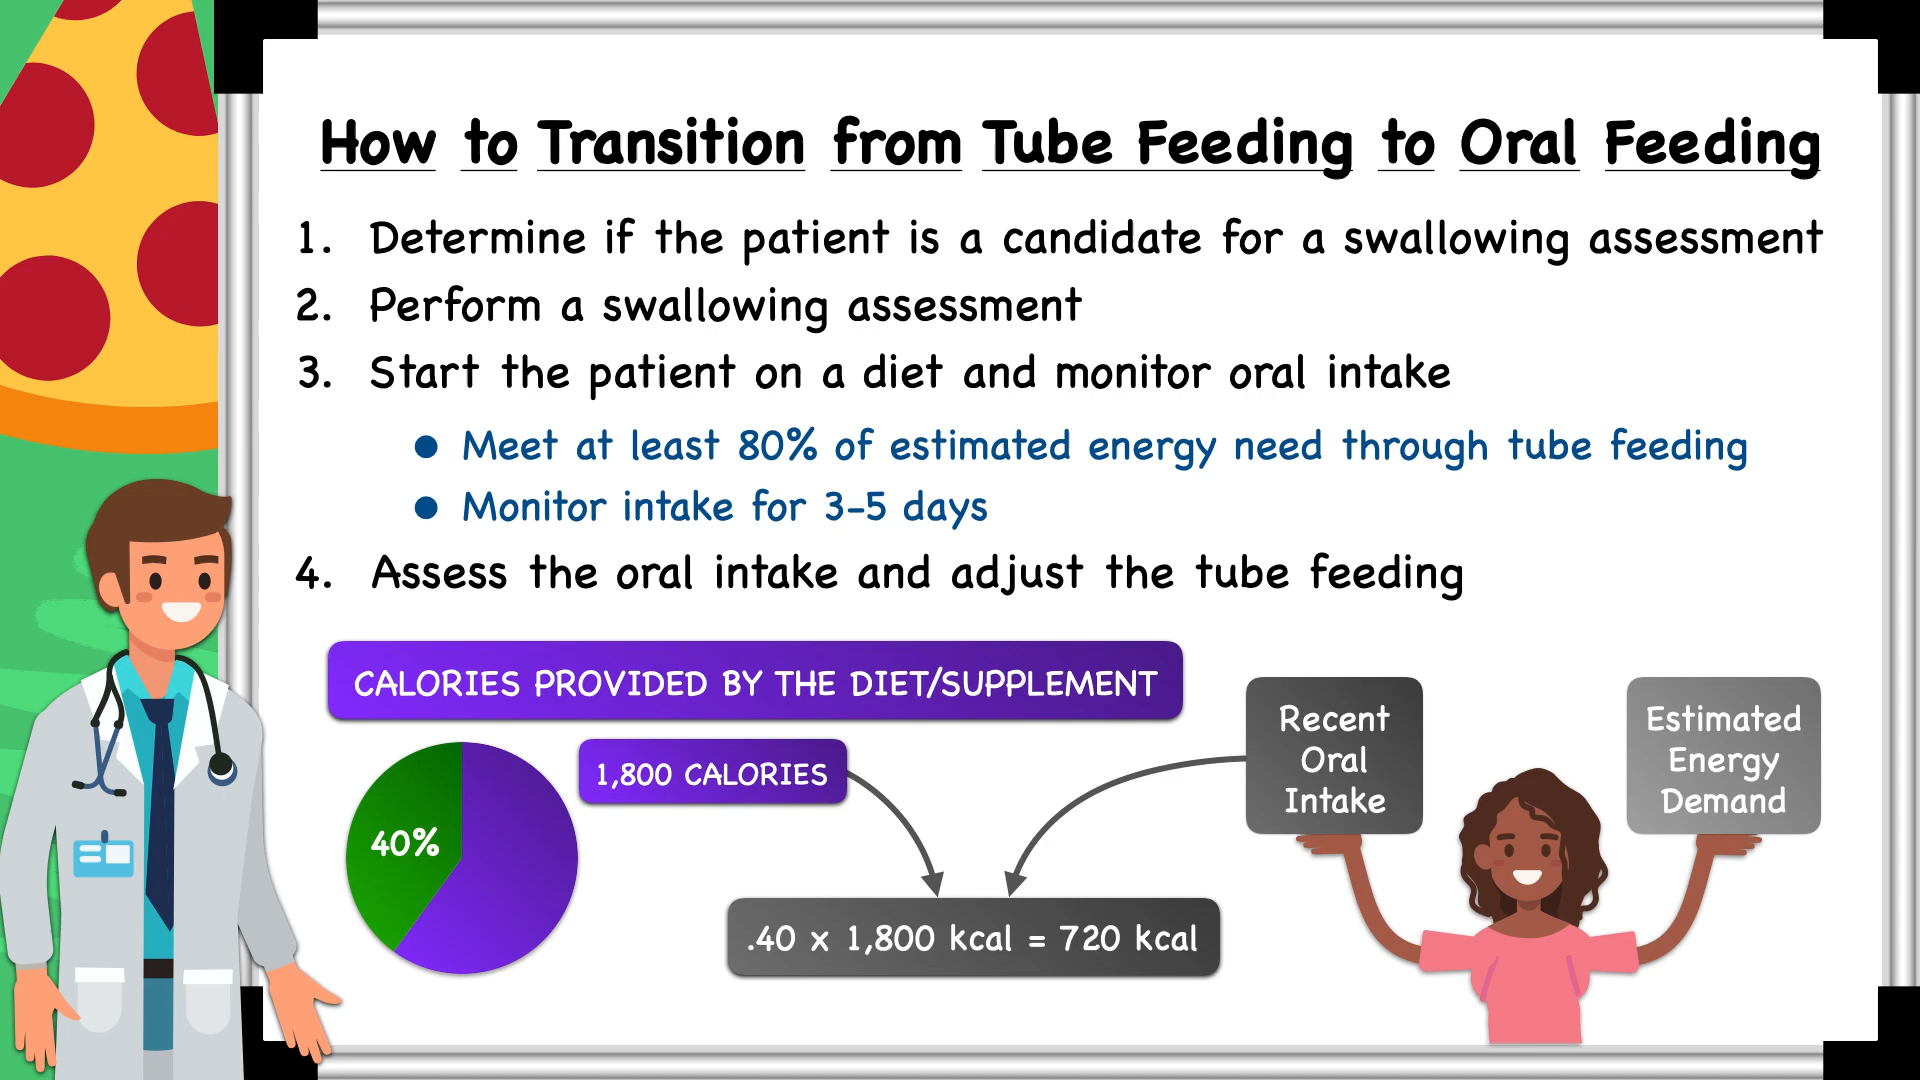 How to Transition from Tube Feeding to Oral Feeding
1. Determine if the patient is a candidate for a swallowing assessment
2. Perform a swallowing assessment
3. Start the patient on a diet and monitor oral intake
● Meet at least 80% of estimated energy need through tube feeding
● Monitor intake for 3-5 days
4. Assess the oral intake and adjust the tube feeding
CALORIES PROVIDED BY THE DIET/SUPPLEMENT
40%
1,800 CALORIES
.40 x 1,800 kcal = 720 kcal
Recent
Oral
Intake
Estimated
Energy
Demand